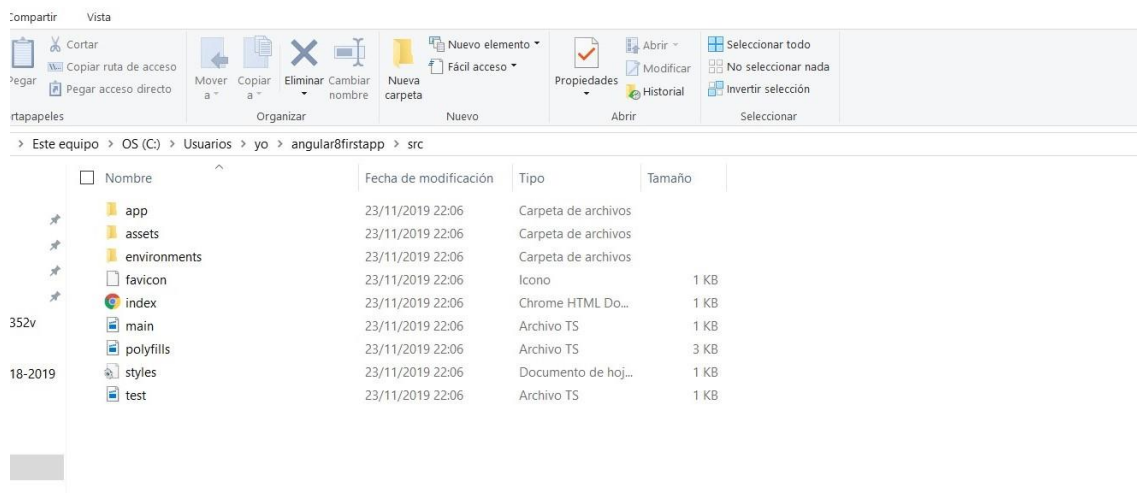 Compartir Vista
Cortar
Copiar ruta de acceso
Pegar
Pegar acceso directo
Mover a
Copiar a
Eliminar
Cambiar nombre
Nueva carpeta
Nuevo elemento
Fácil acceso
Propiedades
Abrir
Modificar
Historial
Seleccionar todo
No seleccionar nada
Invertir selección
rtapapeles Organizar Nuevo Abrir Seleccionar
> Este equipo > OS (C:) > Usuarios > yo > angular8firstapp > src
Nombre Fecha de modificación Tipo Tamaño
app 23/11/2019 22:06 Carpeta de archivos
assets 23/11/2019 22:06 Carpeta de archivos
environments 23/11/2019 22:06 Carpeta de archivos
favicon 23/11/2019 22:06 Icono 1 KB
index 23/11/2019 22:06 Chrome HTML Do... 1 KB
main 23/11/2019 22:06 Archivo TS 1 KB
polyfills 23/11/2019 22:06 Archivo TS 3 KB
styles 23/11/2019 22:06 Documento de hoj... 1 KB
test 23/11/2019 22:06 Archivo TS 1 KB
352v
18-2019